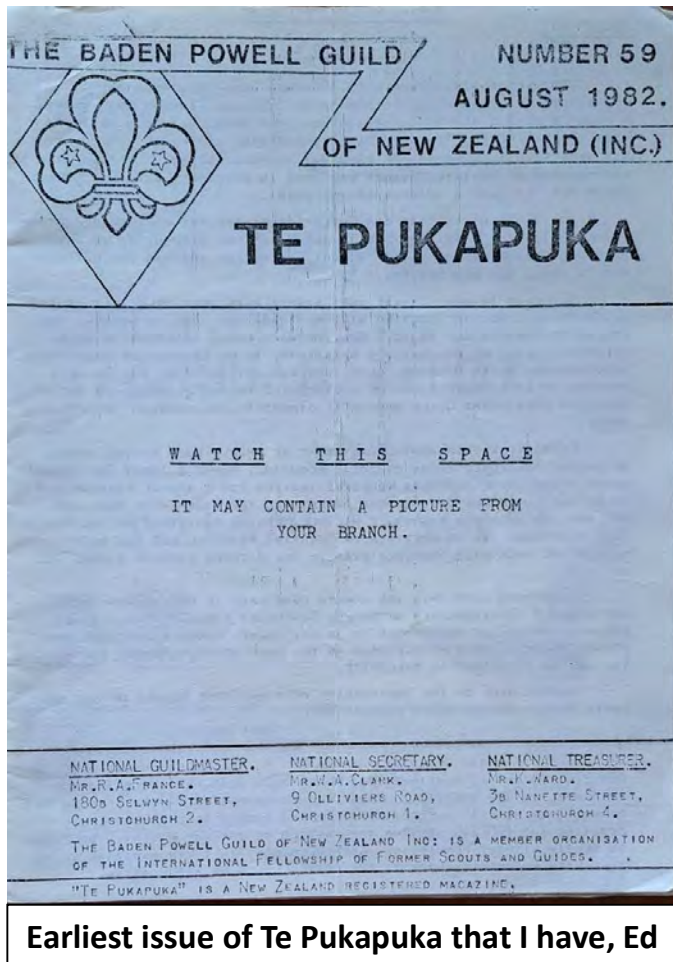 THE BADEN POWELL GUILD
NUMBER 59
AUGUST 1982.
OF NEW ZEALAND (INC.)
TE PUKAPUKA
WATCH THIS SPACE
IT MAY CONTAIN A PICTURE FROM
YOUR BRANCH.
NATIONAL GUILDMASTER.
MR.R.A.FRANCE.
180B SELWYN STREET,
CHRISTCHURCH 2.
NATIONAL SECRETARY.
MR.W.A.CLARK.
9 OLLIVIERS ROAD,
CHRISTCHURCH 1.
NATIONAL TREASURER.
MR.K.WARD.
3B NANETTE STREET,
CHRISTCHURCH 4.
THE BADEN POWELL GUILD OF NEW ZEALAND INC: IS A MEMBER ORGANISATION
OF THE INTERNATIONAL FELLOWSHIP OF FORMER SCOUTS AND GUIDES.
"TE PUKAPUKA" IS A NEW ZEALAND REGISTERED MAGAZINE.
Earliest issue of Te Pukapuka that I have, Ed